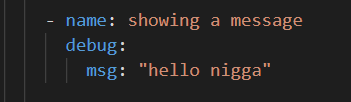 - name: showing a message
debug:
msg: "hello nigga"